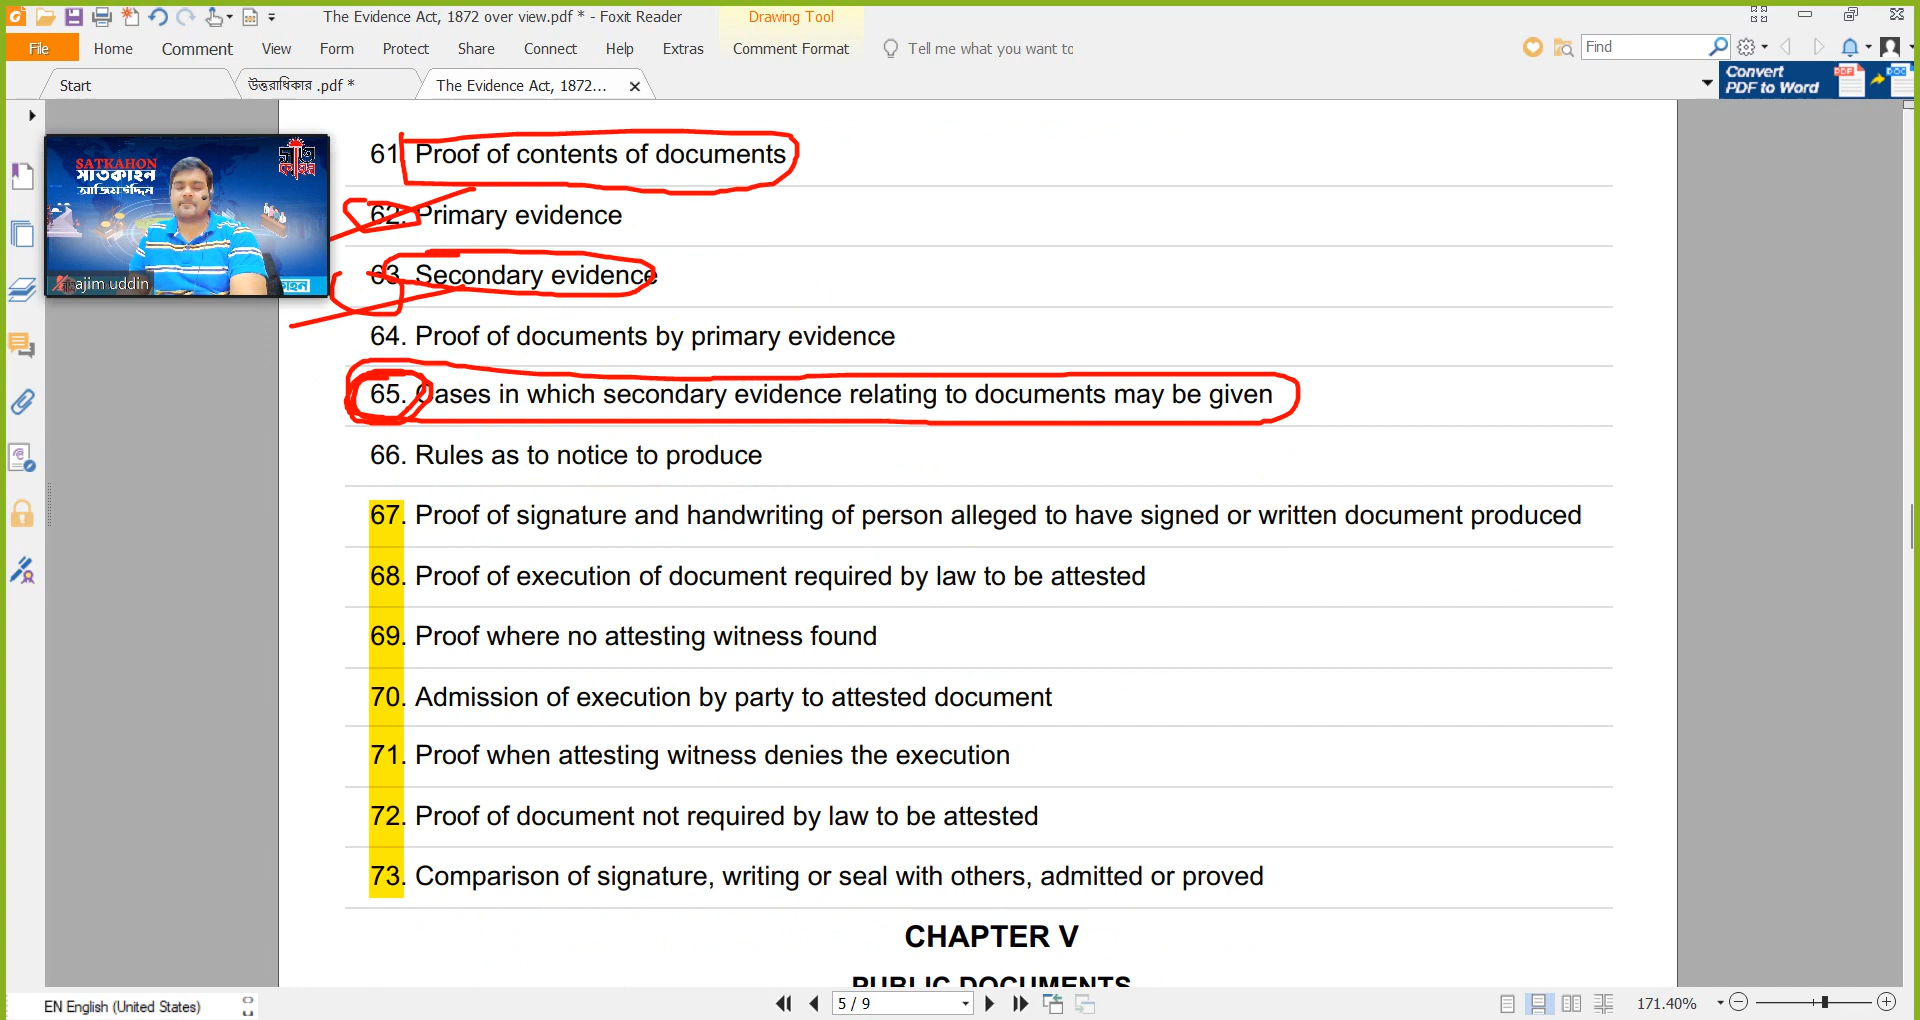 The Evidence Act, 1872 over view.pdf * - Foxit Reader
Drawing Tool
File Home Comment View Form Protect Share Connect Help Extras Comment Format Tell me what you want to Find
Start উত্তরাধিকার .pdf * The Evidence Act, 1872...
Convert
PDF to Word
SATKAHON
সাতকাহন
আজিম উদ্দিন
ajim uddin
61. Proof of contents of documents
62. Primary evidence
63. Secondary evidence
64. Proof of documents by primary evidence
65. Cases in which secondary evidence relating to documents may be given
66. Rules as to notice to produce
67. Proof of signature and handwriting of person alleged to have signed or written document produced
68. Proof of execution of document required by law to be attested
69. Proof where no attesting witness found
70. Admission of execution by party to attested document
71. Proof when attesting witness denies the execution
72. Proof of document not required by law to be attested
73. Comparison of signature, writing or seal with others, admitted or proved
CHAPTER V
PUBLIC DOCUMENTS
EN English (United States) 5 / 9 171.40%